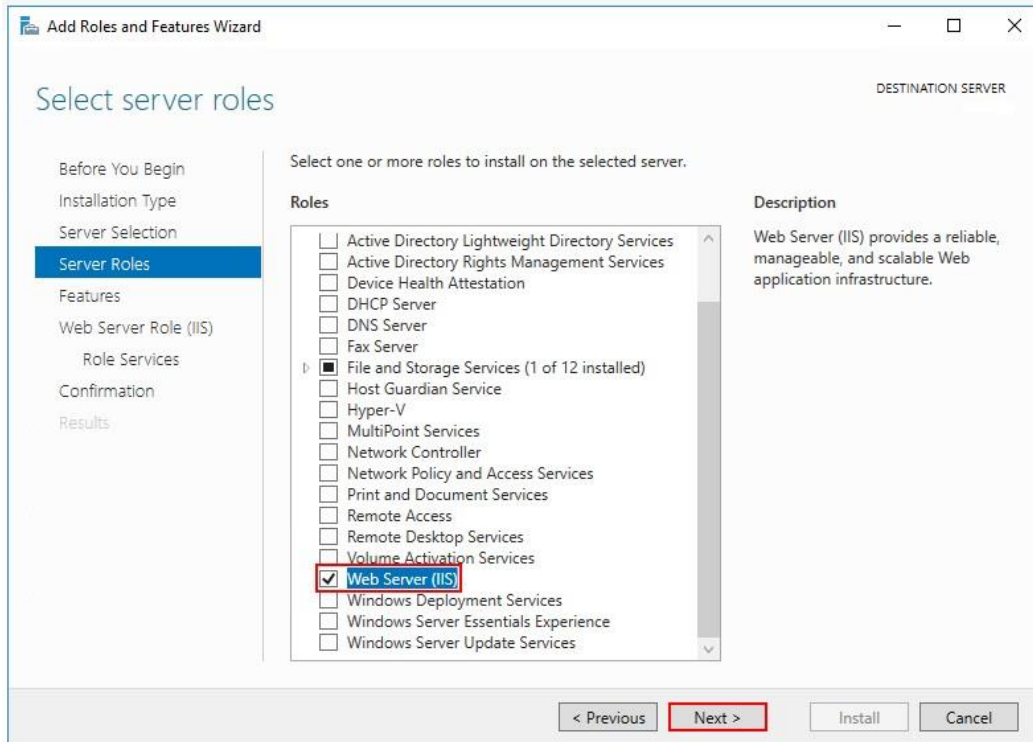 Add Roles and Features Wizard
Select server roles
DESTINATION SERVER
Before You Begin
Installation Type
Server Selection
Server Roles
Features
Web Server Role (IIS)
Role Services
Confirmation
Results
Select one or more roles to install on the selected server.
Roles
Active Directory Lightweight Directory Services
Active Directory Rights Management Services
Device Health Attestation
DHCP Server
DNS Server
Fax Server
File and Storage Services (1 of 12 installed)
Host Guardian Service
Hyper-V
MultiPoint Services
Network Controller
Network Policy and Access Services
Print and Document Services
Remote Access
Remote Desktop Services
Volume Activation Services
Web Server (IIS)
Windows Deployment Services
Windows Server Essentials Experience
Windows Server Update Services
Description
Web Server (IIS) provides a reliable,
manageable, and scalable Web
application infrastructure.
< Previous
Next >
Install
Cancel